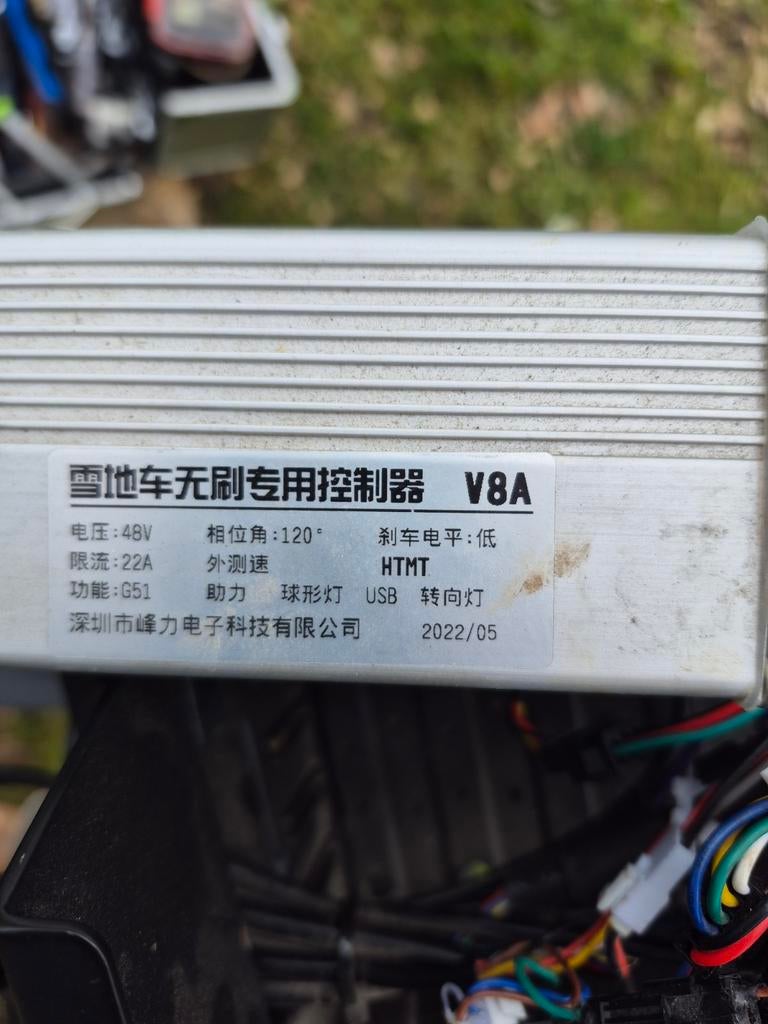 雪地车无刷专用控制器 V8A
电压:48V 相位角:120° 刹车电平:低
限流:22A 外测速 HTMT
功能:G51 助力 球形灯 USB 转向灯
深圳市峰力电子科技有限公司 2022/05